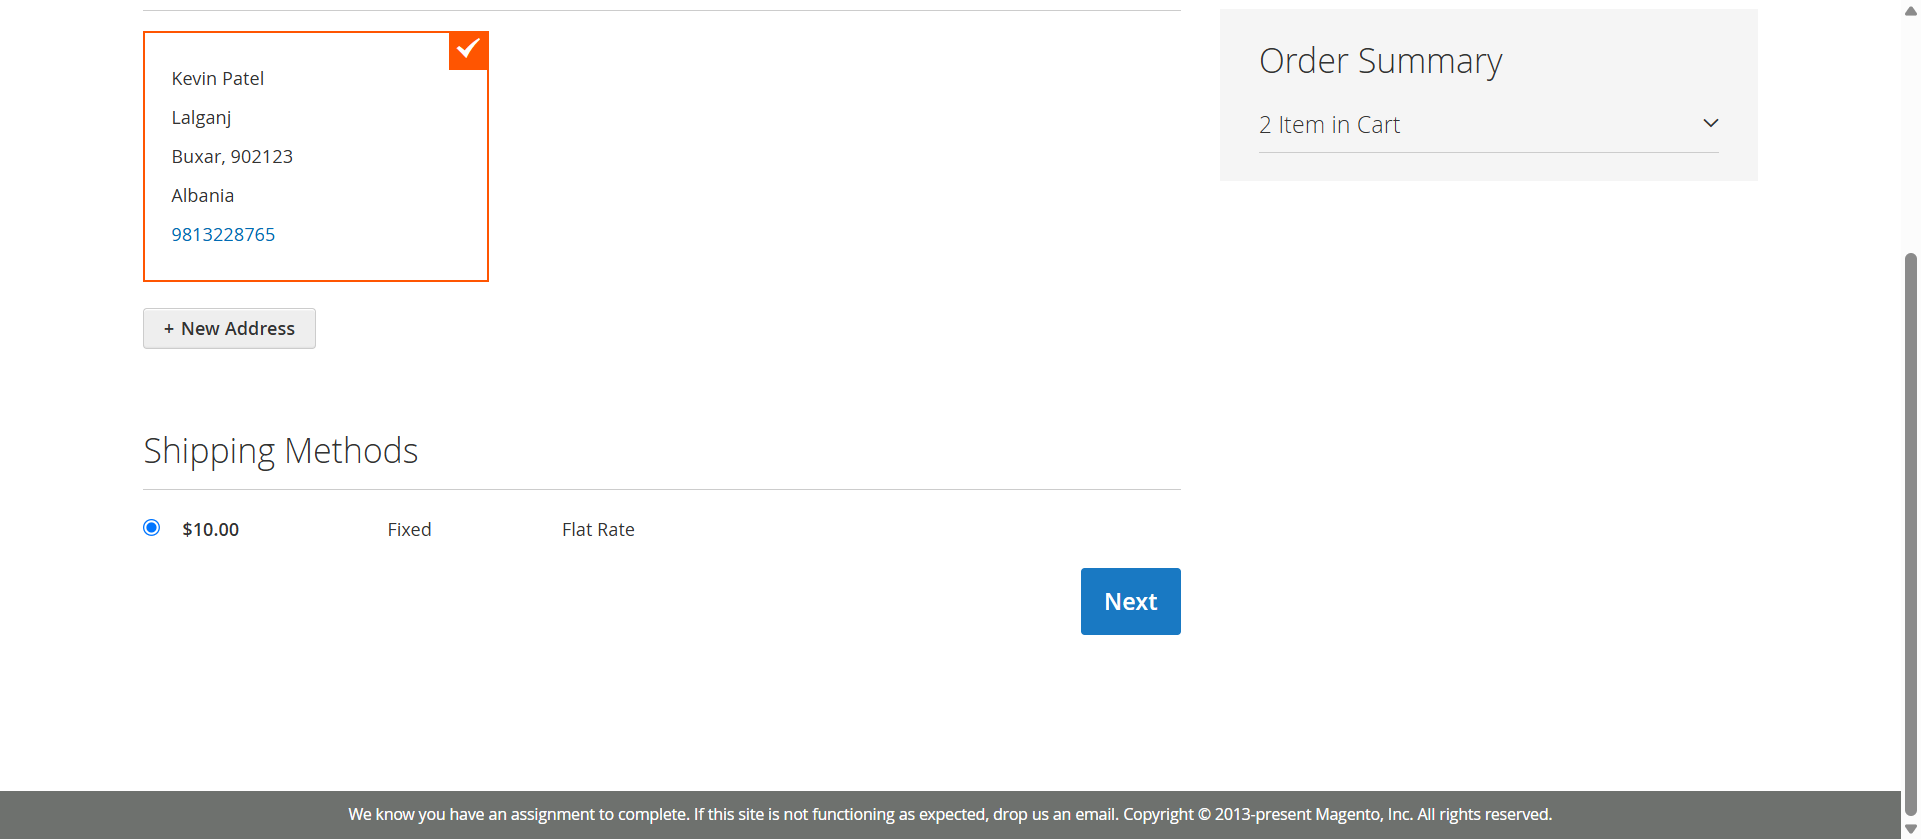 Kevin Patel
Lalganj
Buxar, 902123
Albania
9813228765
+ New Address
Order Summary
2 Item in Cart
Shipping Methods
$10.00 Fixed Flat Rate
Next
We know you have an assignment to complete. If this site is not functioning as expected, drop us an email. Copyright © 2013-present Magento, Inc. All rights reserved.